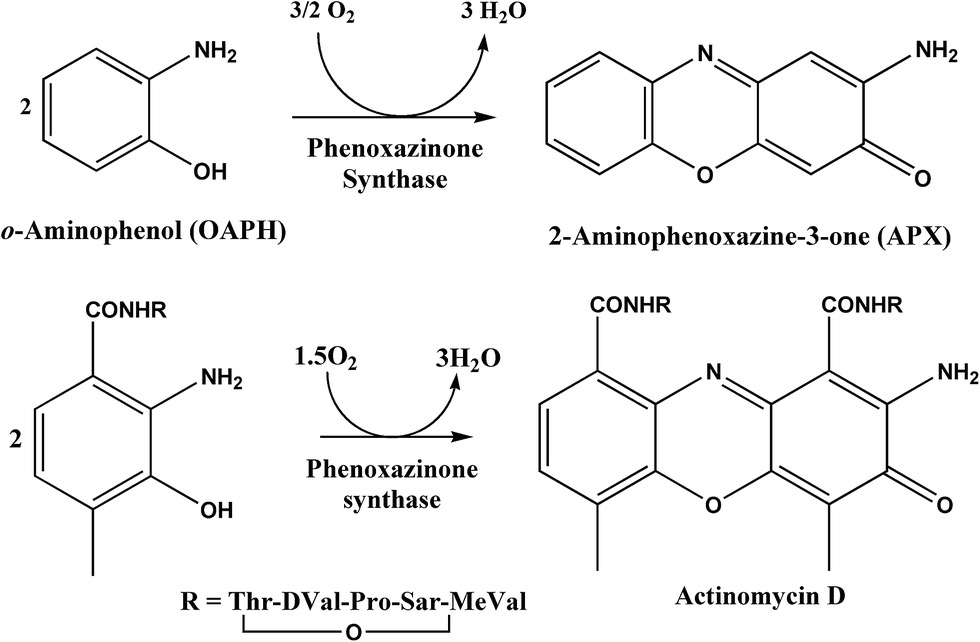 3/2 O₂
3 H₂O
NH₂
2
OH
Phenoxazinone
Synthase
N
NH₂
O
O
o-Aminophenol (OAPH)
2-Aminophenoxazine-3-one (APX)
CONHR
NH₂
2
OH
1.5O₂
3H₂O
Phenoxazinone
synthase
CONHR
CONHR
N
NH₂
O
O
Actinomycin D
R = Thr-DVal-Pro-Sar-MeVal
O